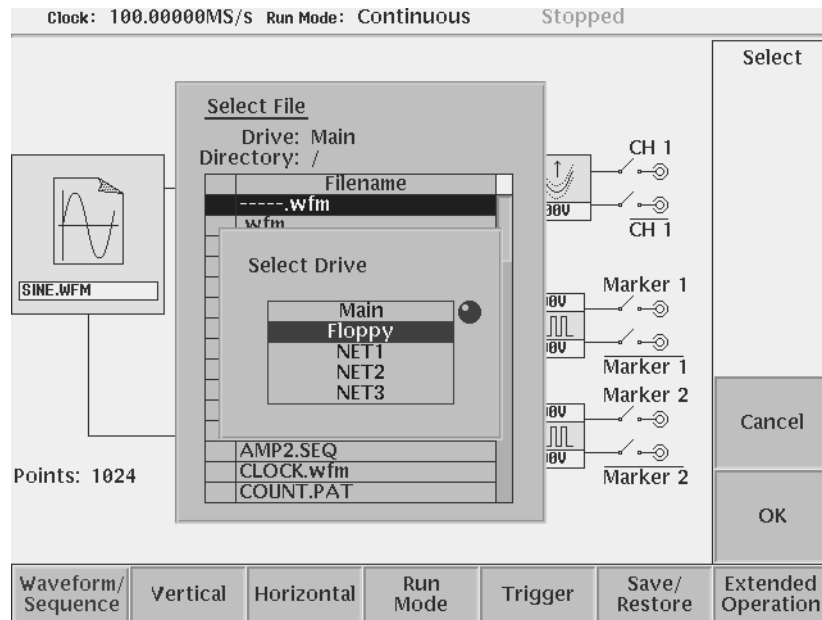 Clock: 100.00000MS/s Run Mode: Continuous Stopped
Select
Select File
Drive: Main
Directory: /
Filename
-----.wfm
wfm
SINE.WFM
Select Drive
Main
Floppy
NET1
NET2
NET3
AMP2.SEQ
CLOCK.wfm
COUNT.PAT
Points: 1024
CH 1
CH 1
Marker 1
Marker 1
Marker 2
Marker 2
Cancel
OK
Waveform/
Sequence
Vertical
Horizontal
Run
Mode
Trigger
Save/
Restore
Extended
Operation